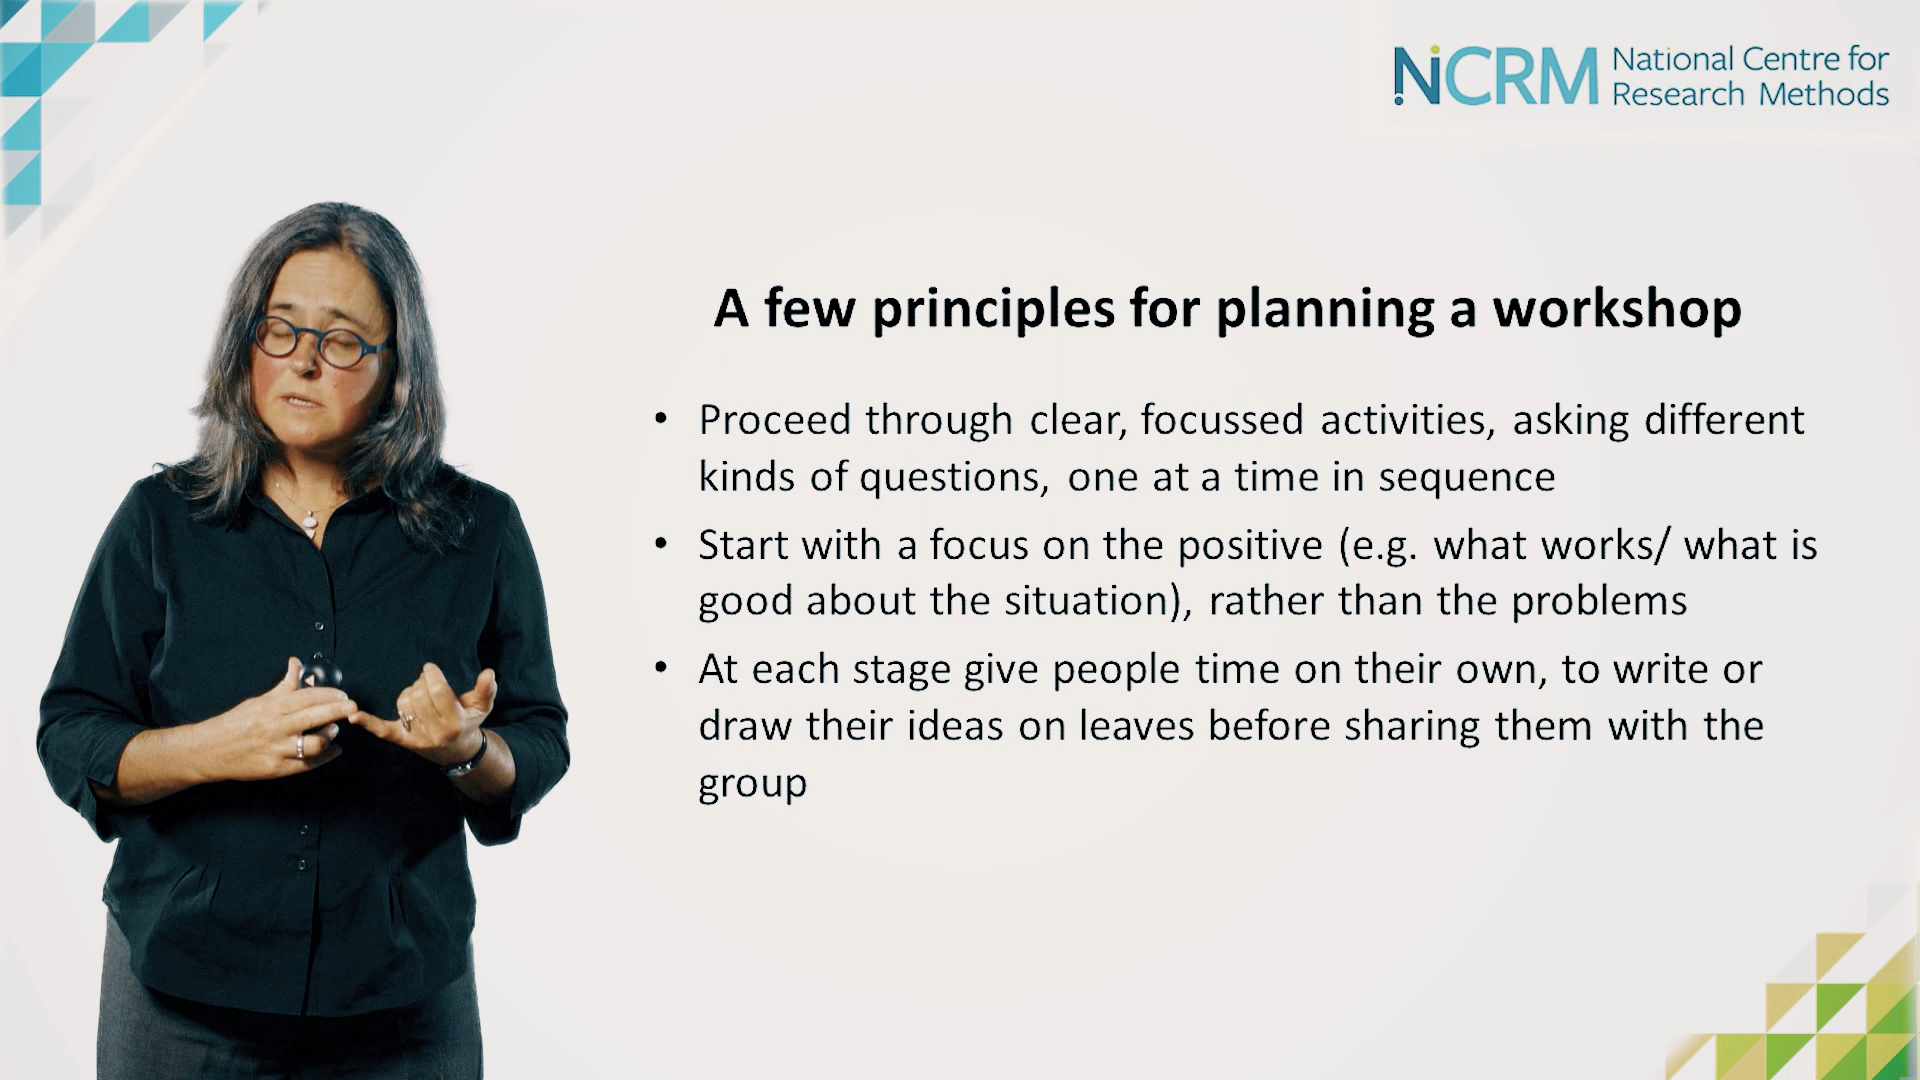 NCRM National Centre for
Research Methods
A few principles for planning a workshop
• Proceed through clear, focussed activities, asking different
kinds of questions, one at a time in sequence
• Start with a focus on the positive (e.g. what works/ what is
good about the situation), rather than the problems
• At each stage give people time on their own, to write or
draw their ideas on leaves before sharing them with the
group